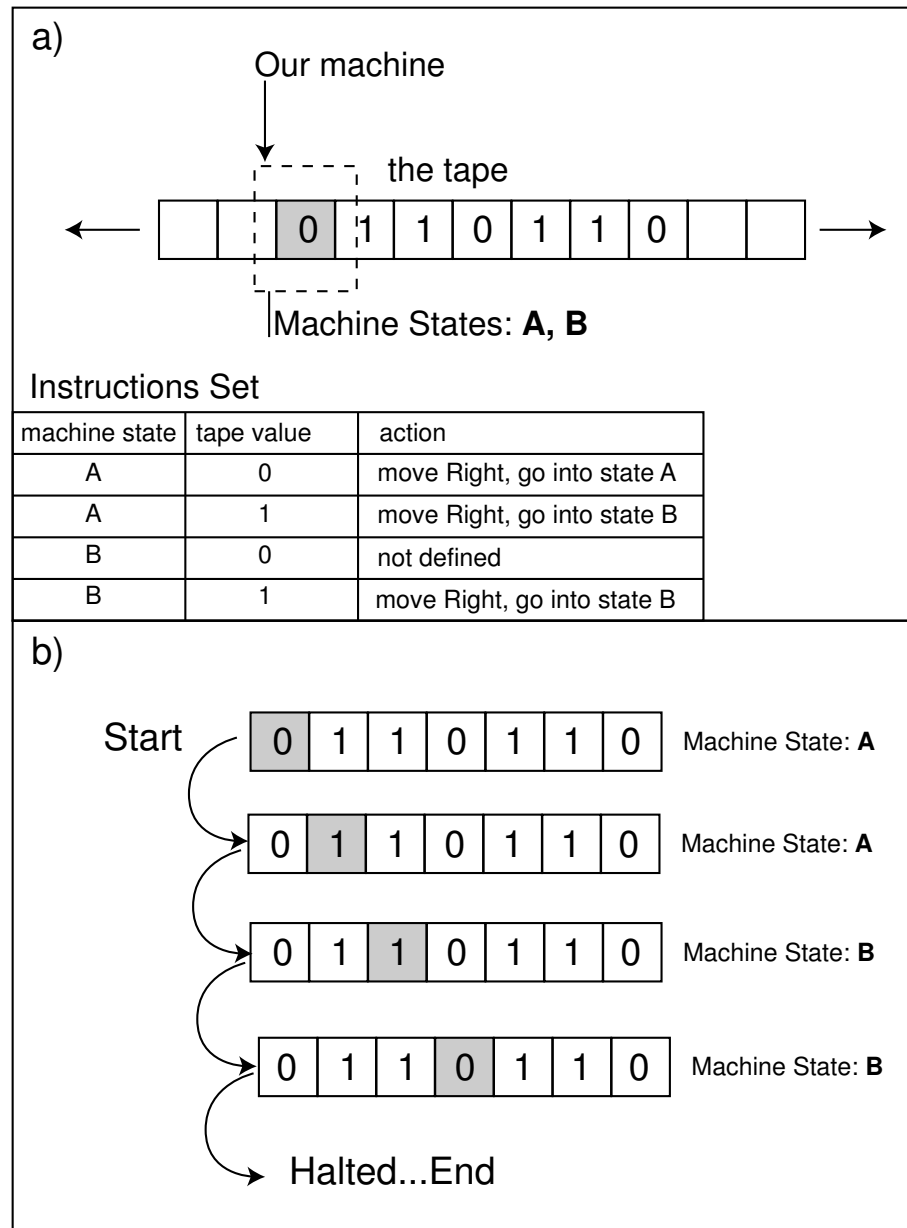 a)
Our machine
the tape
0 1 1 0 1 1 0
Machine States: A, B
Instructions Set
machine state tape value action
A 0 move Right, go into state A
A 1 move Right, go into state B
B 0 not defined
B 1 move Right, go into state B
b)
Start 0 1 1 0 1 1 0 Machine State: A
0 1 1 0 1 1 0 Machine State: A
0 1 1 0 1 1 0 Machine State: B
0 1 1 0 1 1 0 Machine State: B
Halted...End